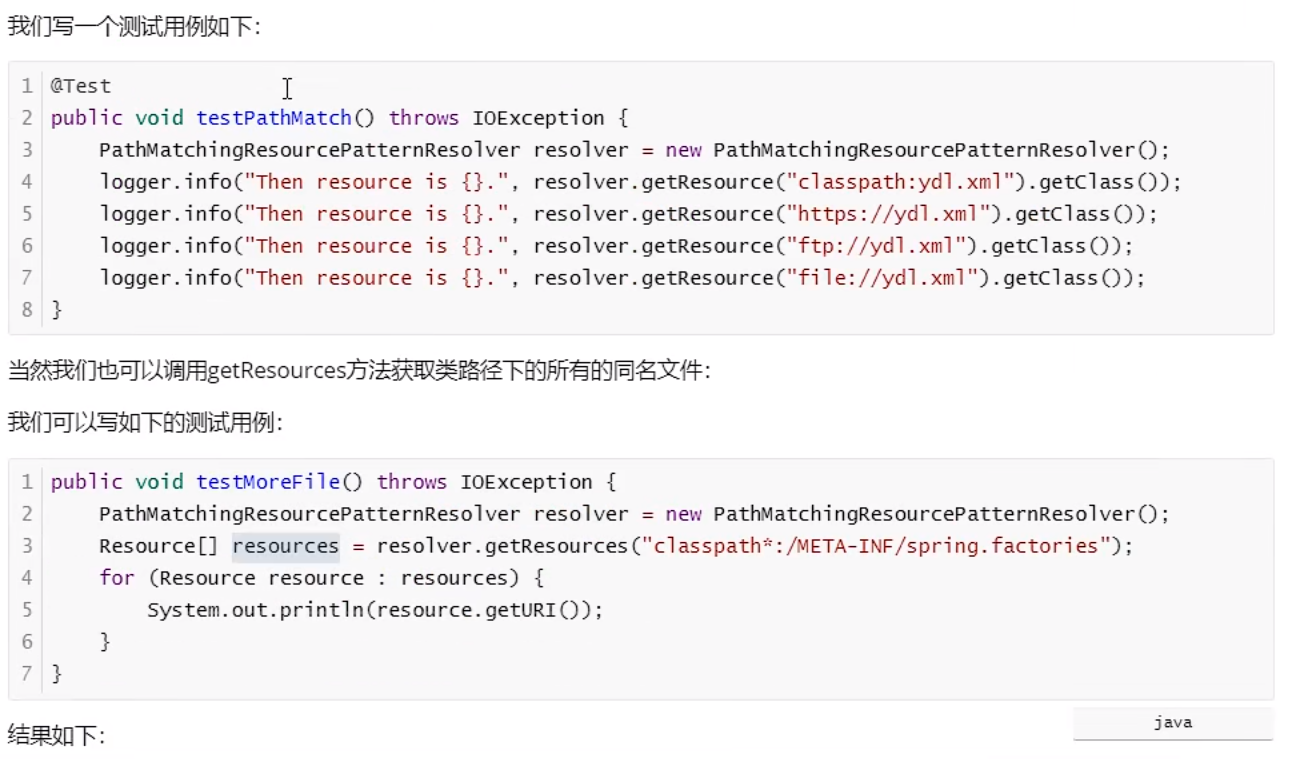 我们写一个测试用例如下：
1 @Test
2 public void testPathMatch() throws IOException {
3     PathMatchingResourcePatternResolver resolver = new PathMatchingResourcePatternResolver();
4     logger.info("Then resource is {}.", resolver.getResource("classpath:ydl.xml").getClass());
5     logger.info("Then resource is {}.", resolver.getResource("https://ydl.xml").getClass());
6     logger.info("Then resource is {}.", resolver.getResource("ftp://ydl.xml").getClass());
7     logger.info("Then resource is {}.", resolver.getResource("file://ydl.xml").getClass());
8 }
当然我们也可以调用getResources方法获取类路径下的所有的同名文件：
我们可以写如下的测试用例：
1 public void testMoreFile() throws IOException {
2     PathMatchingResourcePatternResolver resolver = new PathMatchingResourcePatternResolver();
3     Resource[] resources = resolver.getResources("classpath*:/META-INF/spring.factories");
4     for (Resource resource : resources) {
5         System.out.println(resource.getURI());
6     }
7 }
java
结果如下：